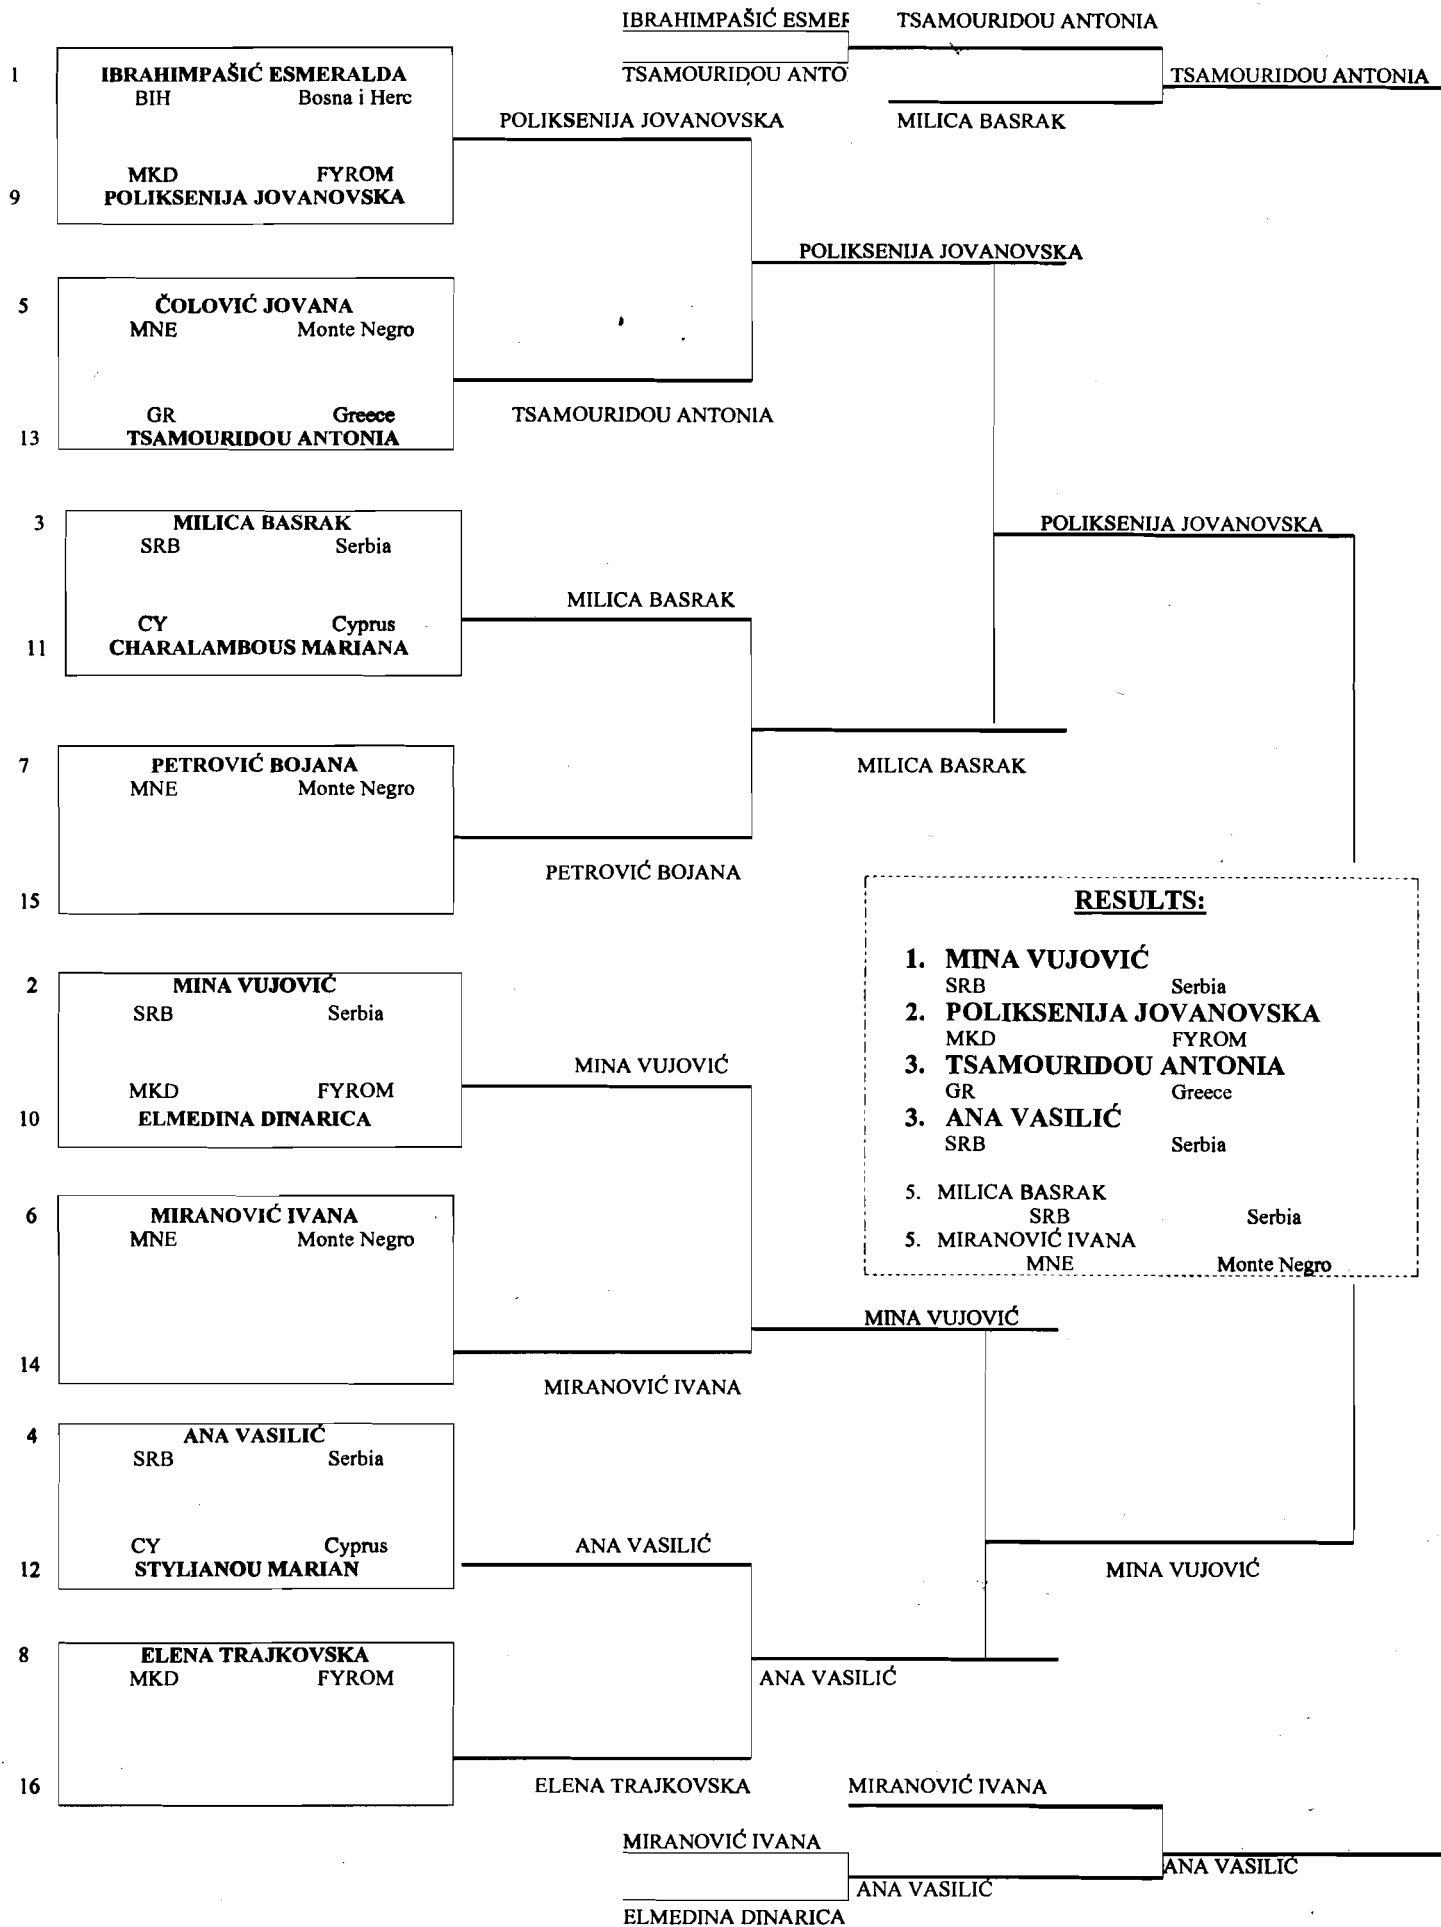 IBRAHIMPAŠIĆ ESMER
TSAMOURIDOU ANTONIA
TSAMOURIDOU ANTO
TSAMOURIDOU ANTONIA
MILICA BASRAK
1
IBRAHIMPAŠIĆ ESMERALDA
BIH Bosna i Herc
POLIKSENIJA JOVANOVSKA
MKD FYROM
9
POLIKSENIJA JOVANOVSKA
POLIKSENIJA JOVANOVSKA
5
ČOLOVIĆ JOVANA
MNE Monte Negro
GR Greece
13
TSAMOURIDOU ANTONIA
TSAMOURIDOU ANTONIA
3
MILICA BASRAK
SRB Serbia
POLIKSENIJA JOVANOVSKA
MILICA BASRAK
CY Cyprus
11
CHARALAMBOUS MARIANA
7
PETROVIĆ BOJANA
MNE Monte Negro
MILICA BASRAK
PETROVIĆ BOJANA
15
RESULTS:
1. MINA VUJOVIĆ
SRB Serbia
2. POLIKSENIJA JOVANOVSKA
MKD FYROM
3. TSAMOURIDOU ANTONIA
GR Greece
3. ANA VASILIĆ
SRB Serbia
5. MILICA BASRAK
SRB Serbia
5. MIRANOVIĆ IVANA
MNE Monte Negro
2
MINA VUJOVIĆ
SRB Serbia
MINA VUJOVIĆ
MKD FYROM
10
ELMEDINA DINARICA
6
MIRANOVIĆ IVANA
MNE Monte Negro
MINA VUJOVIĆ
14
MIRANOVIĆ IVANA
4
ANA VASILIĆ
SRB Serbia
ANA VASILIĆ
CY Cyprus
12
STYLIANOU MARIAN
MINA VUJOVIĆ
8
ELENA TRAJKOVSKA
MKD FYROM
ANA VASILIĆ
16
ELENA TRAJKOVSKA
MIRANOVIĆ IVANA
MIRANOVIĆ IVANA
ANA VASILIĆ
ANA VASILIĆ
ELMEDINA DINARICA